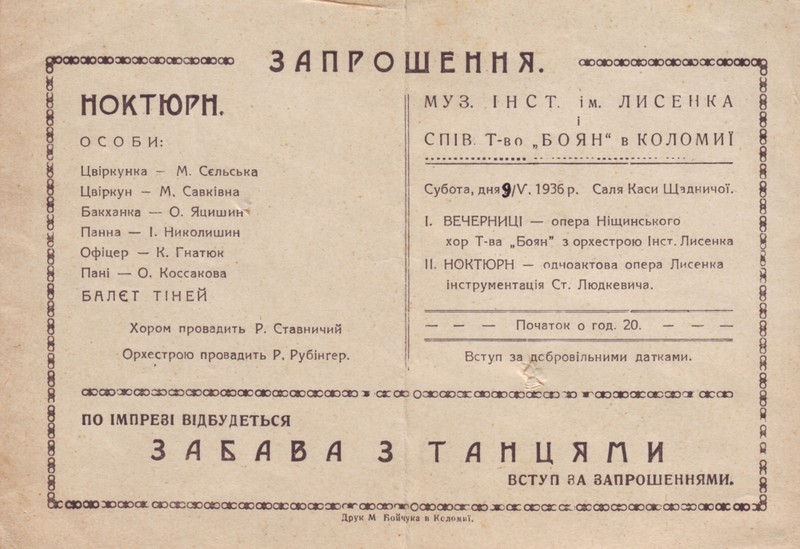 ЗАПРОШЕННЯ.
НОКТЮРН.
ОСОБИ:
Цвіркунка – М. Сєльська
Цвіркун – М. Савківна
Бакханка – О. Яцишин
Панна – І. Николишин
Офіцер – К. Гнатюк
Пані — О. Коссакова
БАЛЄТ ТІНЕЙ
Хором провадить Р. Ставничий
Орхестрою провадить Р. Рубінґер.
МУЗ. ІНСТ. ім. ЛИСЕНКА
і
СПІВ. Т-во „БОЯН“ в КОЛОМИЇ
Субота, дня 9/V. 1936 р. Саля Каси Щадничої.
I. ВЕЧЕРНИЦІ — опера Ніщинського
хор Т-ва „Боян“ з орхестрою Інст. Лисенка
II. НОКТЮРН — одноактова опера Лисенка
інструментація Ст. Людкевича.
— — — Початок о год. 20. — — —
Вступ за добровільними датками.
ПО ІМПРЕЗІ ВІДБУДЕТЬСЯ
ЗАБАВА З ТАНЦЯМИ
ВСТУП ЗА ЗАПРОШЕННЯМИ.
Друк М Бойчука в Коломиї.